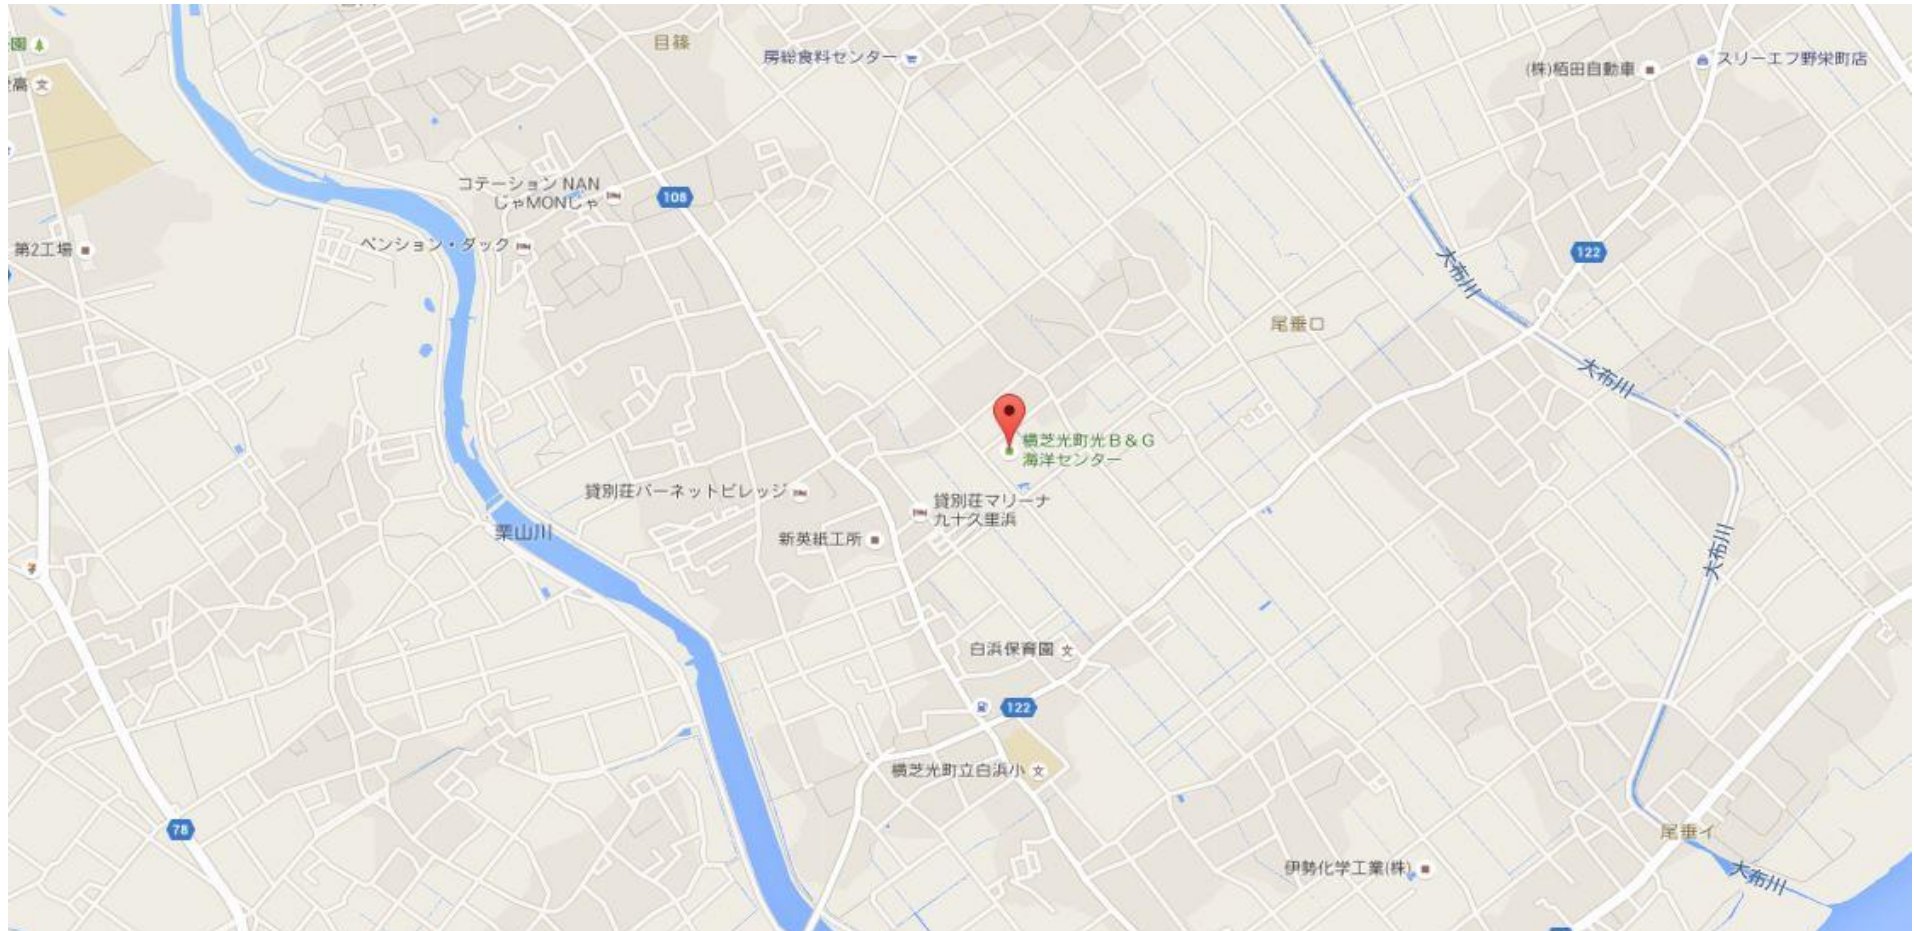 目篠
房総食料センター
(株)栢田自動車
スリーエフ野栄町店
園
高
コテーション NAN
じゃMONじゃ
108
第2工場
ペンション・ダック
122
大布川
尾垂ロ
大布川
横芝光町光B&G
海洋センター
貸別荘バーネットビレッジ
貸別荘マリーナ
九十久里浜
栗山川
新英紙工所
大布川
白浜保育園
122
横芝光町立白浜小
78
尾垂イ
伊勢化学工業(株)
大布川